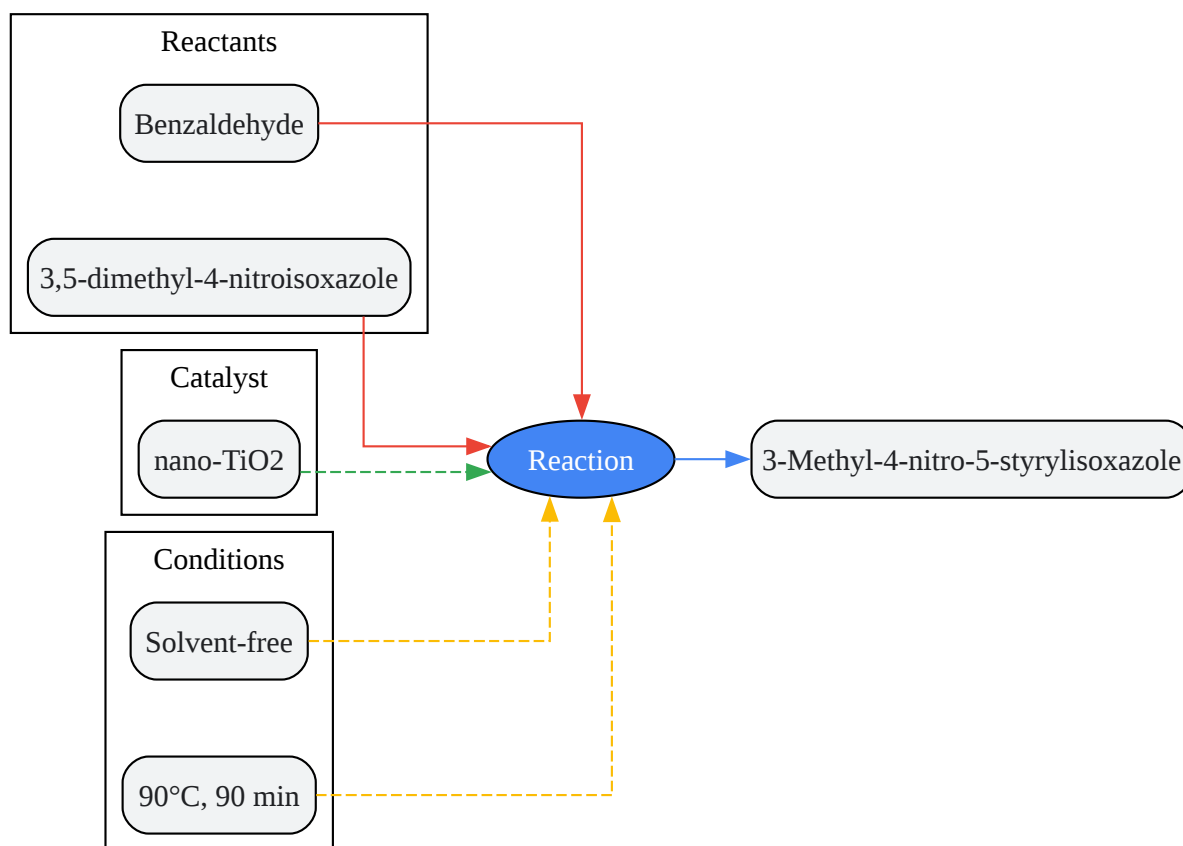 Reactants
Benzaldehyde
3,5-dimethyl-4-nitroisoxazole
Catalyst
nano-TiO2
Reaction
3-Methyl-4-nitro-5-styrylisoxazole
Conditions
Solvent-free
90°C, 90 min